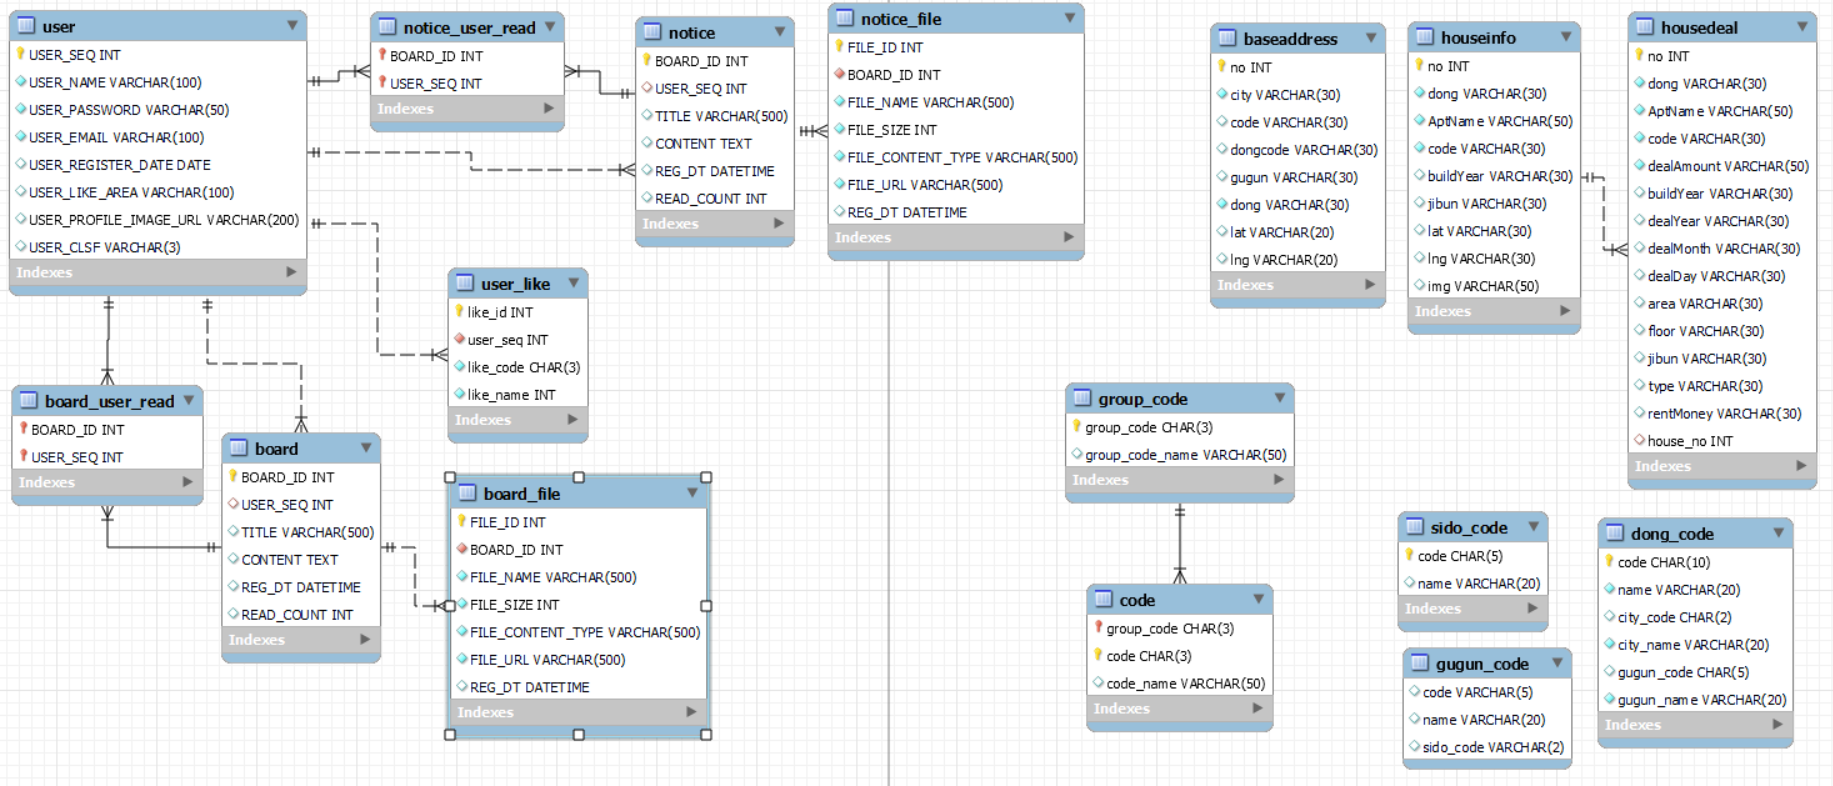 user
USER_SEQ INT
USER_NAME VARCHAR(100)
USER_PASSWORD VARCHAR(50)
USER_EMAIL VARCHAR(100)
USER_REGISTER_DATE DATE
USER_LIKE_AREA VARCHAR(100)
USER_PROFILE_IMAGE_URL VARCHAR(200)
USER_CLSF VARCHAR(3)
Indexes
notice_user_read
BOARD_ID INT
USER_SEQ INT
Indexes
notice
BOARD_ID INT
USER_SEQ INT
TITLE VARCHAR(500)
CONTENT TEXT
REG_DT DATETIME
READ_COUNT INT
Indexes
notice_file
FILE_ID INT
BOARD_ID INT
FILE_NAME VARCHAR(500)
FILE_SIZE INT
FILE_CONTENT_TYPE VARCHAR(500)
FILE_URL VARCHAR(500)
REG_DT DATETIME
Indexes
baseaddress
no INT
city VARCHAR(30)
code VARCHAR(30)
dongcode VARCHAR(30)
gugun VARCHAR(30)
dong VARCHAR(30)
lat VARCHAR(20)
lng VARCHAR(20)
Indexes
houseinfo
no INT
dong VARCHAR(30)
AptName VARCHAR(50)
code VARCHAR(30)
buildYear VARCHAR(30)
jibun VARCHAR(30)
lat VARCHAR(30)
lng VARCHAR(30)
img VARCHAR(50)
Indexes
housedeal
no INT
dong VARCHAR(30)
AptName VARCHAR(50)
code VARCHAR(30)
dealAmount VARCHAR(50)
buildYear VARCHAR(30)
dealYear VARCHAR(30)
dealMonth VARCHAR(30)
dealDay VARCHAR(30)
area VARCHAR(30)
floor VARCHAR(30)
jibun VARCHAR(30)
type VARCHAR(30)
rentMoney VARCHAR(30)
house_no INT
Indexes
user_like
like_id INT
user_seq INT
like_code CHAR(3)
like_name INT
Indexes
board_user_read
BOARD_ID INT
USER_SEQ INT
Indexes
board
BOARD_ID INT
USER_SEQ INT
TITLE VARCHAR(500)
CONTENT TEXT
REG_DT DATETIME
READ_COUNT INT
Indexes
board_file
FILE_ID INT
BOARD_ID INT
FILE_NAME VARCHAR(500)
FILE_SIZE INT
FILE_CONTENT_TYPE VARCHAR(500)
FILE_URL VARCHAR(500)
REG_DT DATETIME
Indexes
group_code
group_code CHAR(3)
group_code_name VARCHAR(50)
Indexes
code
group_code CHAR(3)
code CHAR(3)
code_name VARCHAR(50)
Indexes
sido_code
code CHAR(5)
name VARCHAR(20)
Indexes
gugun_code
code VARCHAR(5)
name VARCHAR(20)
sido_code VARCHAR(2)
dong_code
code CHAR(10)
name VARCHAR(20)
city_code CHAR(2)
city_name VARCHAR(20)
gugun_code CHAR(5)
gugun_name VARCHAR(20)
Indexes